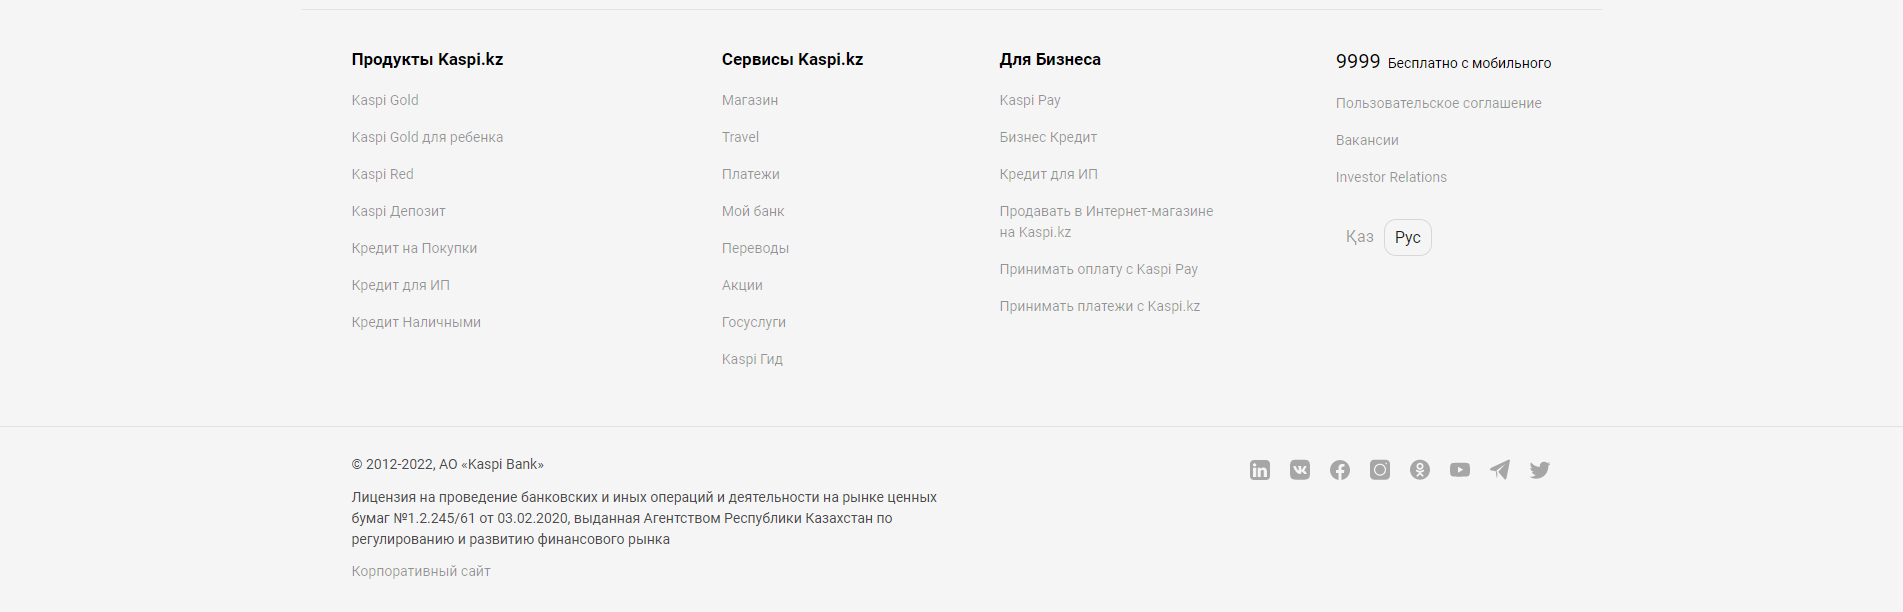 Продукты Kaspi.kz
Kaspi Gold
Kaspi Gold для ребенка
Kaspi Red
Kaspi Депозит
Кредит на Покупки
Кредит для ИП
Кредит Наличными
Сервисы Kaspi.kz
Магазин
Travel
Платежи
Мой банк
Переводы
Акции
Госуслуги
Kaspi Гид
Для Бизнеса
Kaspi Pay
Бизнес Кредит
Кредит для ИП
Продавать в Интернет-магазине
на Kaspi.kz
Принимать оплату с Kaspi Pay
Принимать платежи с Kaspi.kz
9999 Бесплатно с мобильного
Пользовательское соглашение
Вакансии
Investor Relations
Қаз Рус
© 2012-2022, АО «Kaspi Bank»
Лицензия на проведение банковских и иных операций и деятельности на рынке ценных
бумаг №1.2.245/61 от 03.02.2020, выданная Агентством Республики Казахстан по
регулированию и развитию финансового рынка
Корпоративный сайт